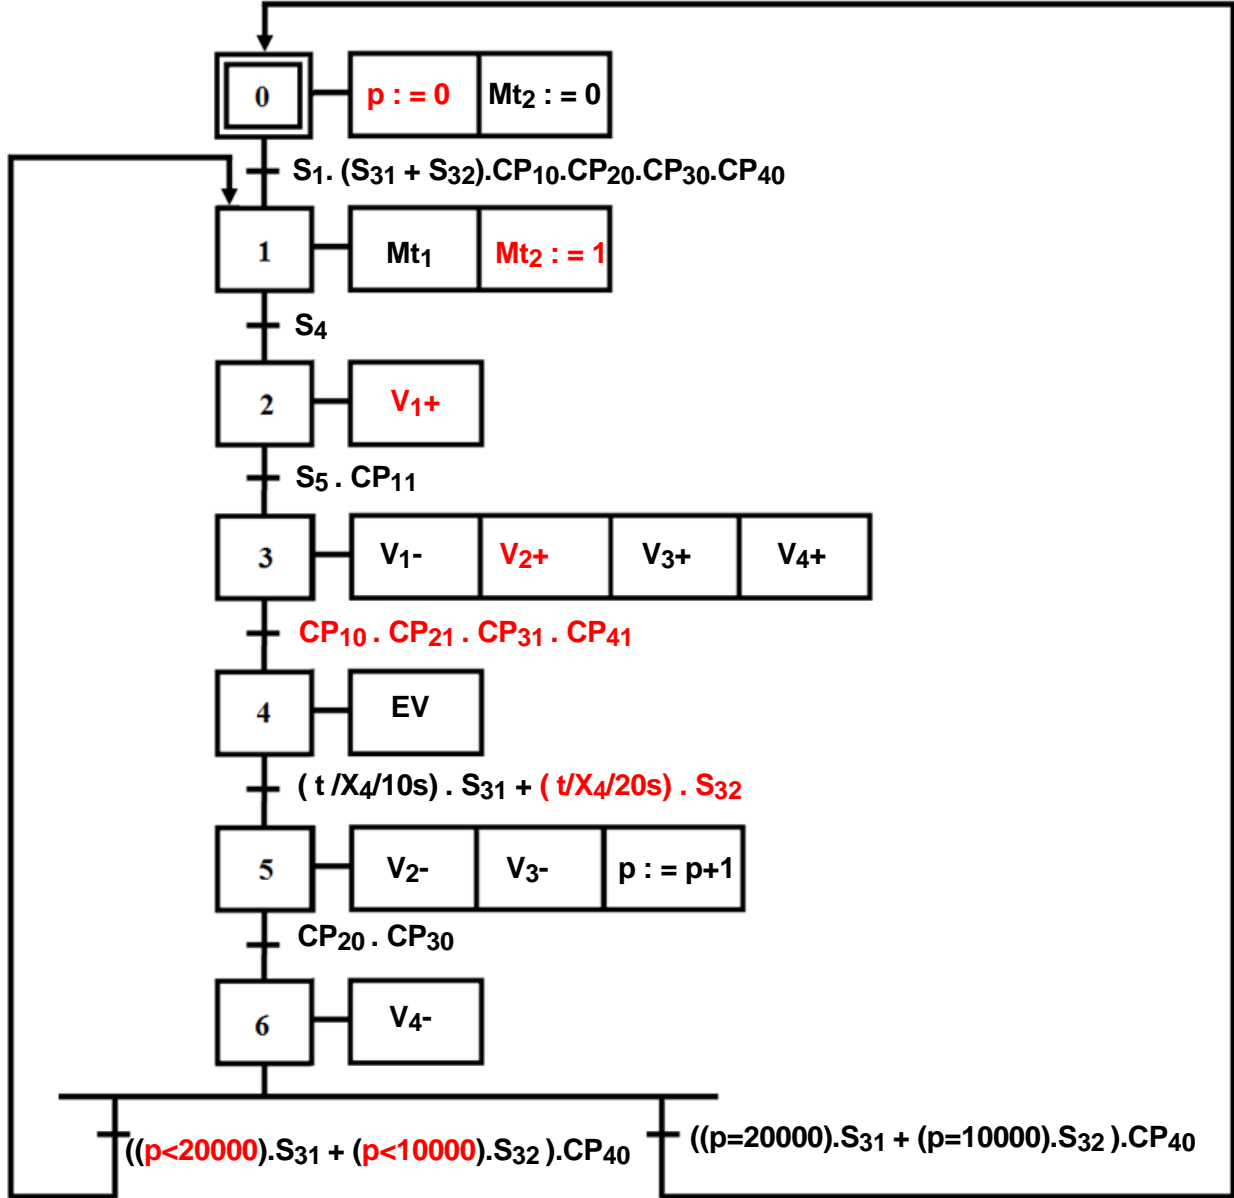 0 p : = 0 Mt₂ : = 0
S₁. (S₃₁ + S₃₂).CP₁₀.CP₂₀.CP₃₀.CP₄₀
1 Mt₁ Mt₂ : = 1
S₄
2 V₁+
S₅ . CP₁₁
3 V₁- V₂+ V₃+ V₄+
CP₁₀ . CP₂₁ . CP₃₁ . CP₄₁
4 EV
( t /X₄/10s) . S₃₁ + ( t/X₄/20s) . S₃₂
5 V₂- V₃- p : = p+1
CP₂₀ . CP₃₀
6 V₄-
((p<20000).S₃₁ + (p<10000).S₃₂ ).CP₄₀
((p=20000).S₃₁ + (p=10000).S₃₂ ).CP₄₀